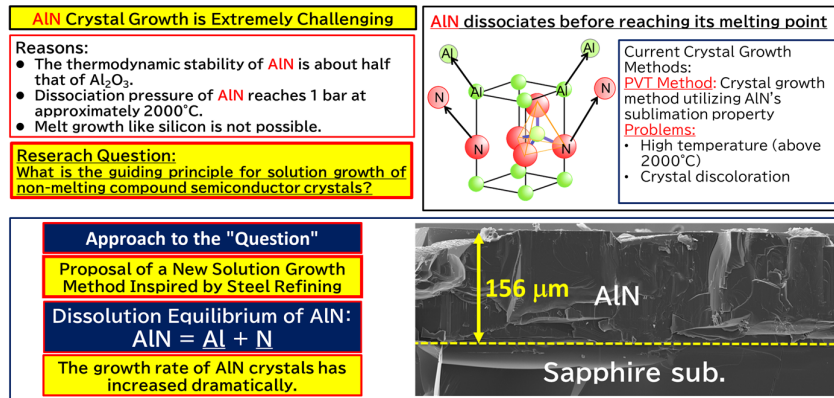 AlN Crystal Growth is Extremely Challenging
Reasons:
● The thermodynamic stability of AlN is about half
that of Al₂O₃.
● Dissociation pressure of AlN reaches 1 bar at
approximately 2000°C.
● Melt growth like silicon is not possible.
Reserach Question:
What is the guiding principle for solution growth of
non-melting compound semiconductor crystals?
AlN dissociates before reaching its melting point
Al
Al
N
Al
Al
N
N
N
Current Crystal Growth
Methods:
PVT Method: Crystal growth
method utilizing AlN's
sublimation property
Problems:
• High temperature (above
2000°C)
• Crystal discoloration
Approach to the "Question"
Proposal of a New Solution Growth
Method Inspired by Steel Refining
Dissolution Equilibrium of AlN:
AlN = Al + N
The growth rate of AlN crystals has
increased dramatically.
156 μm
AlN
Sapphire sub.